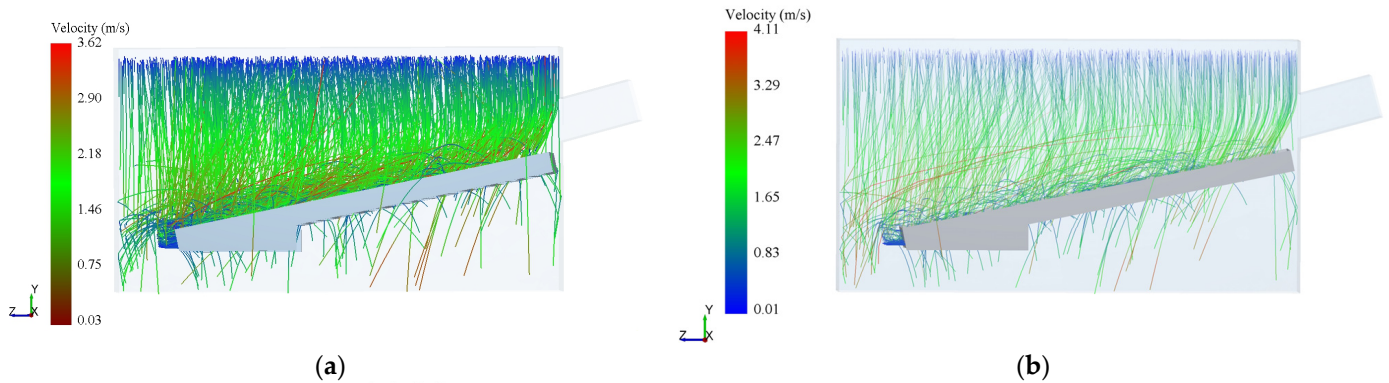 Velocity (m/s)
3.62
2.90
2.18
1.46
0.75
0.03
Y
Z
X
(a)
Velocity (m/s)
4.11
3.29
2.47
1.65
0.83
0.01
Y
Z
X
(b)